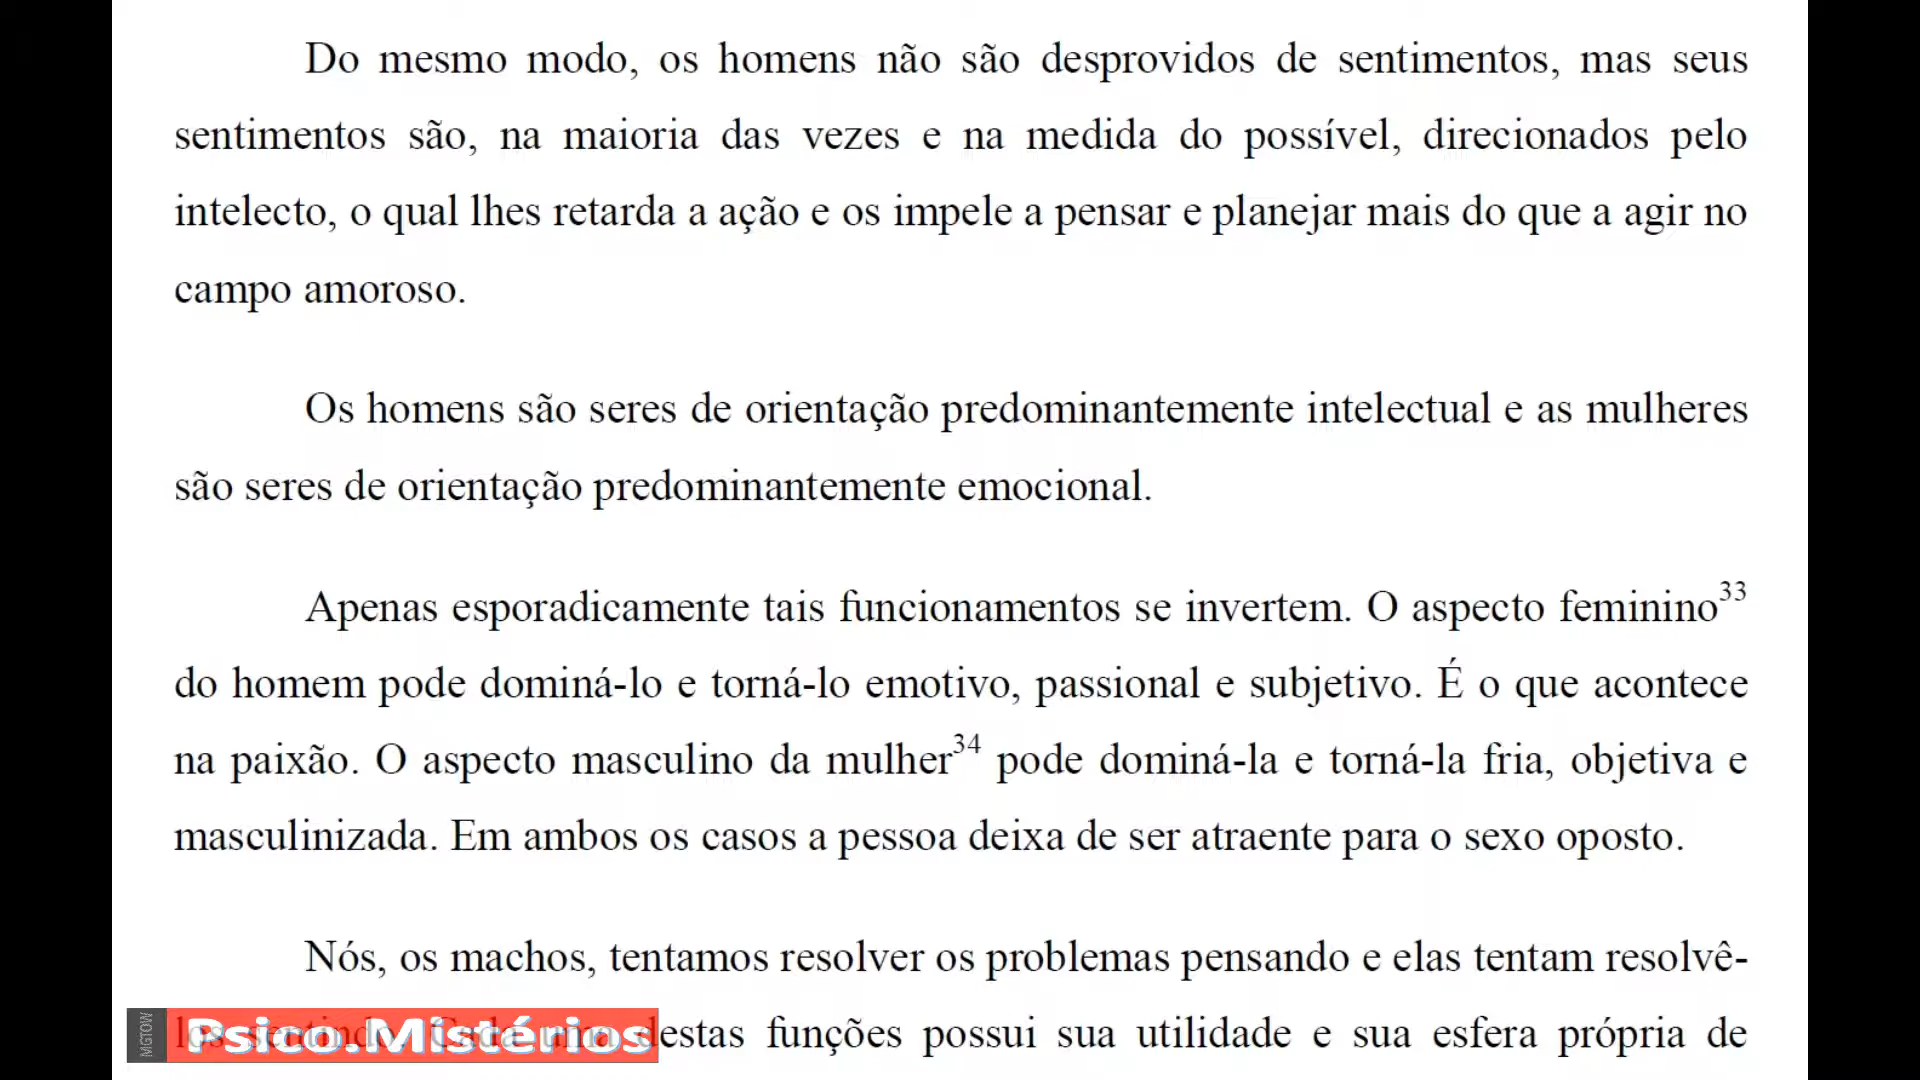 Do mesmo modo, os homens não são desprovidos de sentimentos, mas seus
sentimentos são, na maioria das vezes e na medida do possível, direcionados pelo
intelecto, o qual lhes retarda a ação e os impele a pensar e planejar mais do que a agir no
campo amoroso.
Os homens são seres de orientação predominantemente intelectual e as mulheres
são seres de orientação predominantemente emocional.
Apenas esporadicamente tais funcionamentos se invertem. O aspecto feminino33
do homem pode dominá-lo e torná-lo emotivo, passional e subjetivo. É o que acontece
na paixão. O aspecto masculino da mulher34 pode dominá-la e torná-la fria, objetiva e
masculinizada. Em ambos os casos a pessoa deixa de ser atraente para o sexo oposto.
Nós, os machos, tentamos resolver os problemas pensando e elas tentam resolvê-
los sentindo. Cada uma destas funções possui sua utilidade e sua esfera própria de
MGTOW
Psico.Mistérios